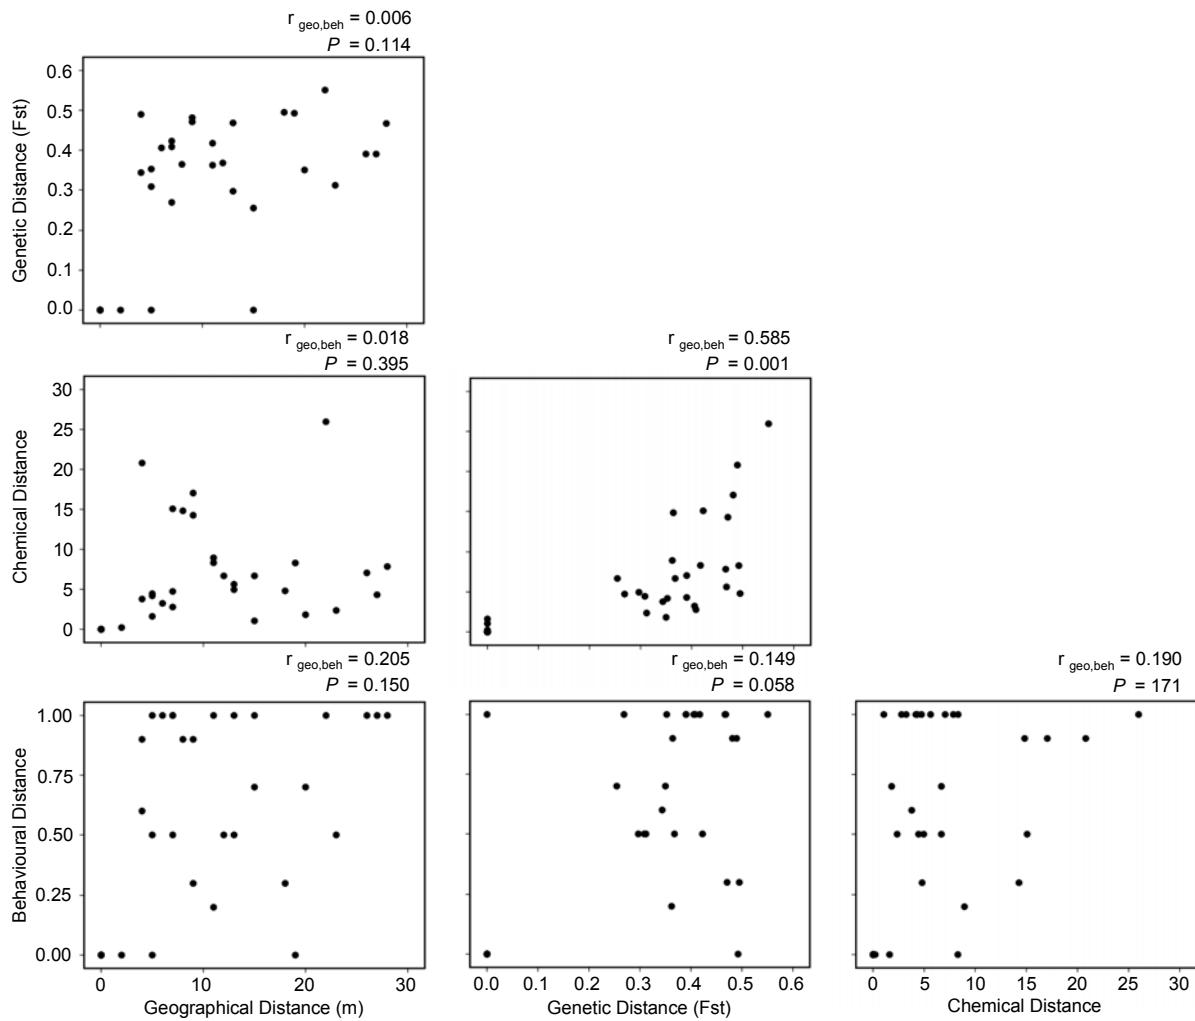 r geo,beh = 0.006
P = 0.114
0.6
0.5
0.4
0.3
0.2
0.1
0.0
Genetic Distance (Fst)
r geo,beh = 0.018
P = 0.395
r geo,beh = 0.585
P = 0.001
30
25
20
15
10
5
0
Chemical Distance
r geo,beh = 0.205
P = 0.150
r geo,beh = 0.149
P = 0.058
r geo,beh = 0.190
P = 171
1.00
0.75
0.50
0.25
0.00
Behavioural Distance
0 10 20 30
Geographical Distance (m)
0.0 0.1 0.2 0.3 0.4 0.5 0.6
Genetic Distance (Fst)
0 5 10 15 20 25 30
Chemical Distance